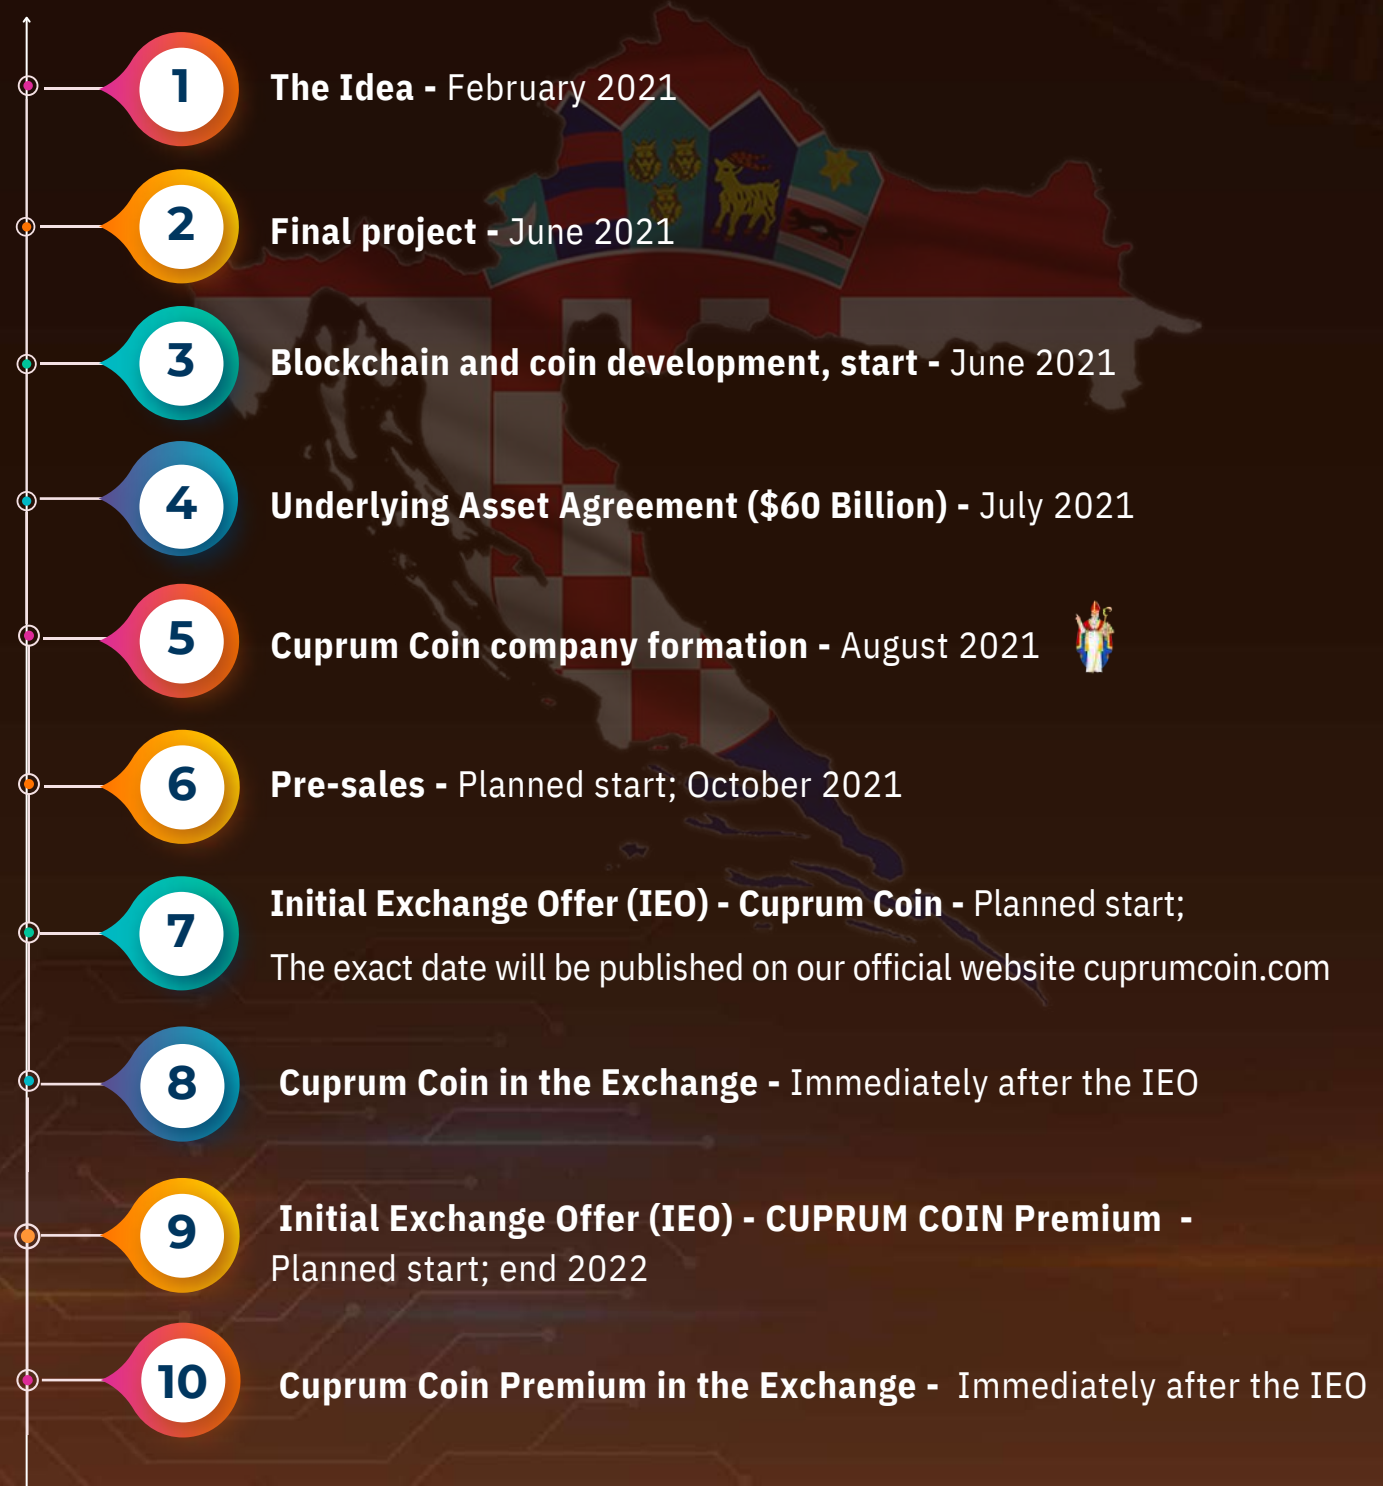 1
The Idea - February 2021
2
Final project - June 2021
3
Blockchain and coin development, start - June 2021
4
Underlying Asset Agreement ($60 Billion) - July 2021
5
Cuprum Coin company formation - August 2021
6
Pre-sales - Planned start; October 2021
7
Initial Exchange Offer (IEO) - Cuprum Coin - Planned start;
The exact date will be published on our official website cuprumcoin.com
8
Cuprum Coin in the Exchange - Immediately after the IEO
9
Initial Exchange Offer (IEO) - CUPRUM COIN Premium -
Planned start; end 2022
10
Cuprum Coin Premium in the Exchange - Immediately after the IEO